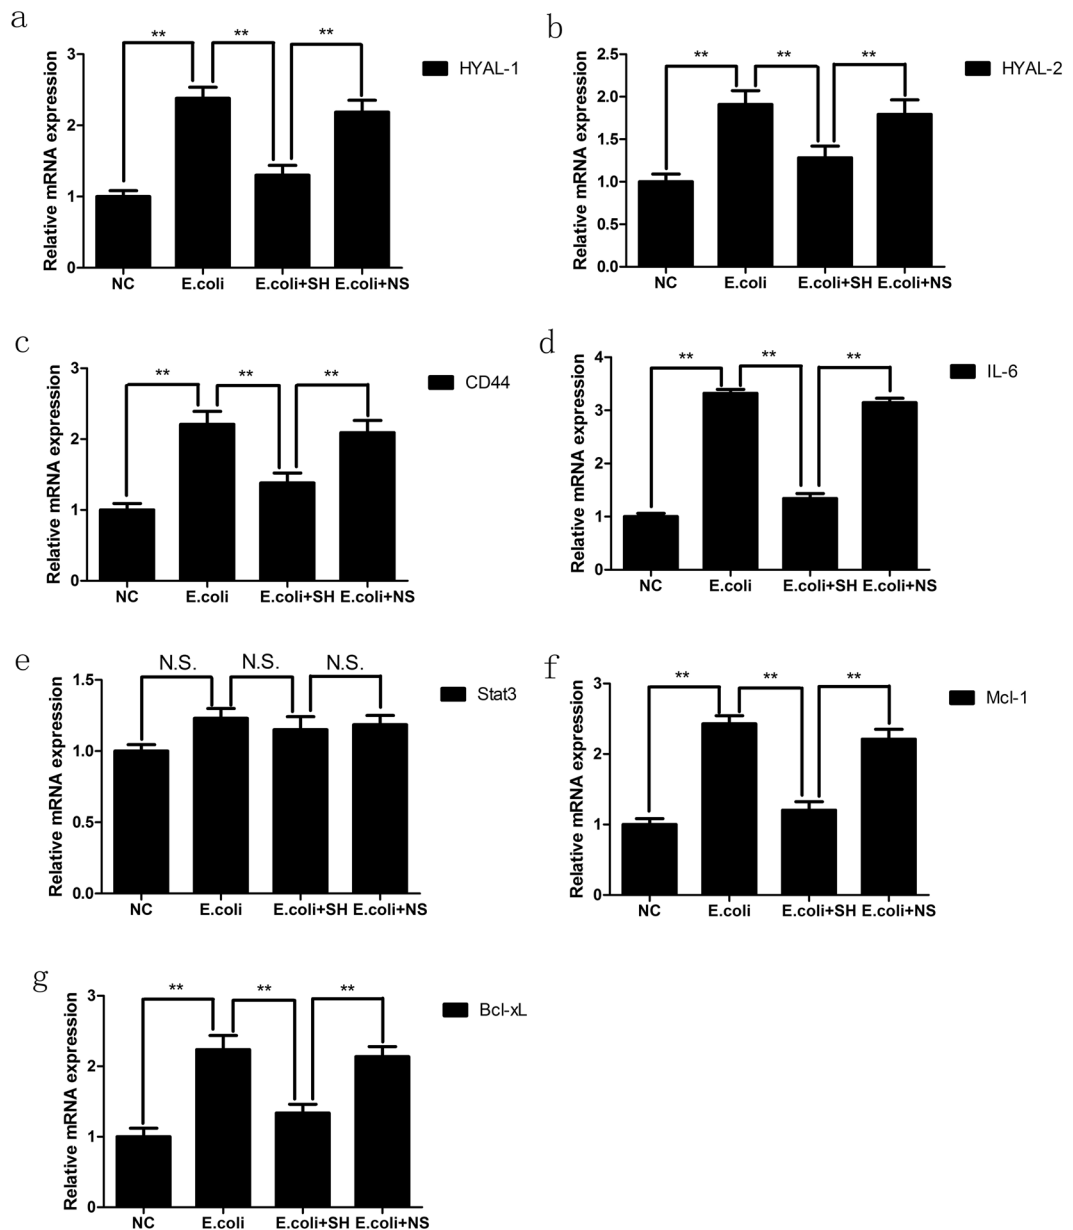 a
** ** **
3
2
1
0
Relative mRNA expression
HYAL-1
NC E.coli E.coli+SH E.coli+NS
b
** ** **
2.5
2.0
1.5
1.0
0.5
0.0
Relative mRNA expression
HYAL-2
NC E.coli E.coli+SH E.coli+NS
c
** ** **
3
2
1
0
Relative mRNA expression
CD44
NC E.coli E.coli+SH E.coli+NS
d
** ** **
4
3
2
1
0
Relative mRNA expression
IL-6
NC E.coli E.coli+SH E.coli+NS
e
N.S. N.S. N.S.
1.5
1.0
0.5
0.0
Relative mRNA expression
Stat3
NC E.coli E.coli+SH E.coli+NS
f
** ** **
3
2
1
0
Relative mRNA expression
Mcl-1
NC E.coli E.coli+SH E.coli+NS
g
** ** **
3
2
1
0
Relative mRNA expression
Bcl-xL
NC E.coli E.coli+SH E.coli+NS